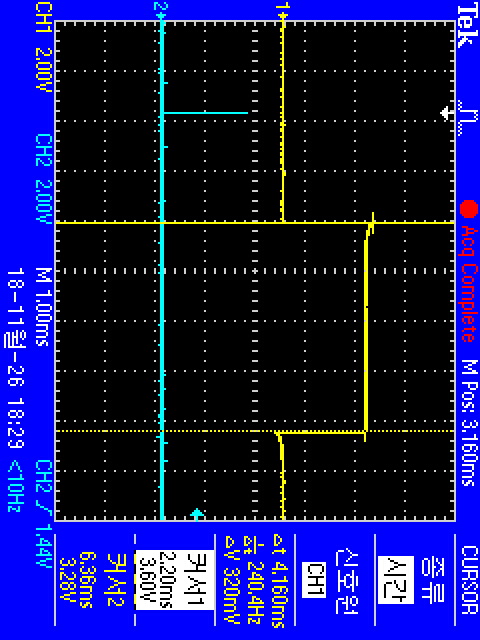 Tek Acq Complete M Pos: 3.160ms CURSOR
종류
시간
신호원
CH1
△t 4.160ms
1/△t 240.4Hz
△V 320mV
커서1
2.20ms
3.60V
커서2
6.36ms
3.28V
1
2
CH1 2.00V CH2 2.00V M 1.00ms CH2 1.44V
18-11월-26 18:29 <10Hz